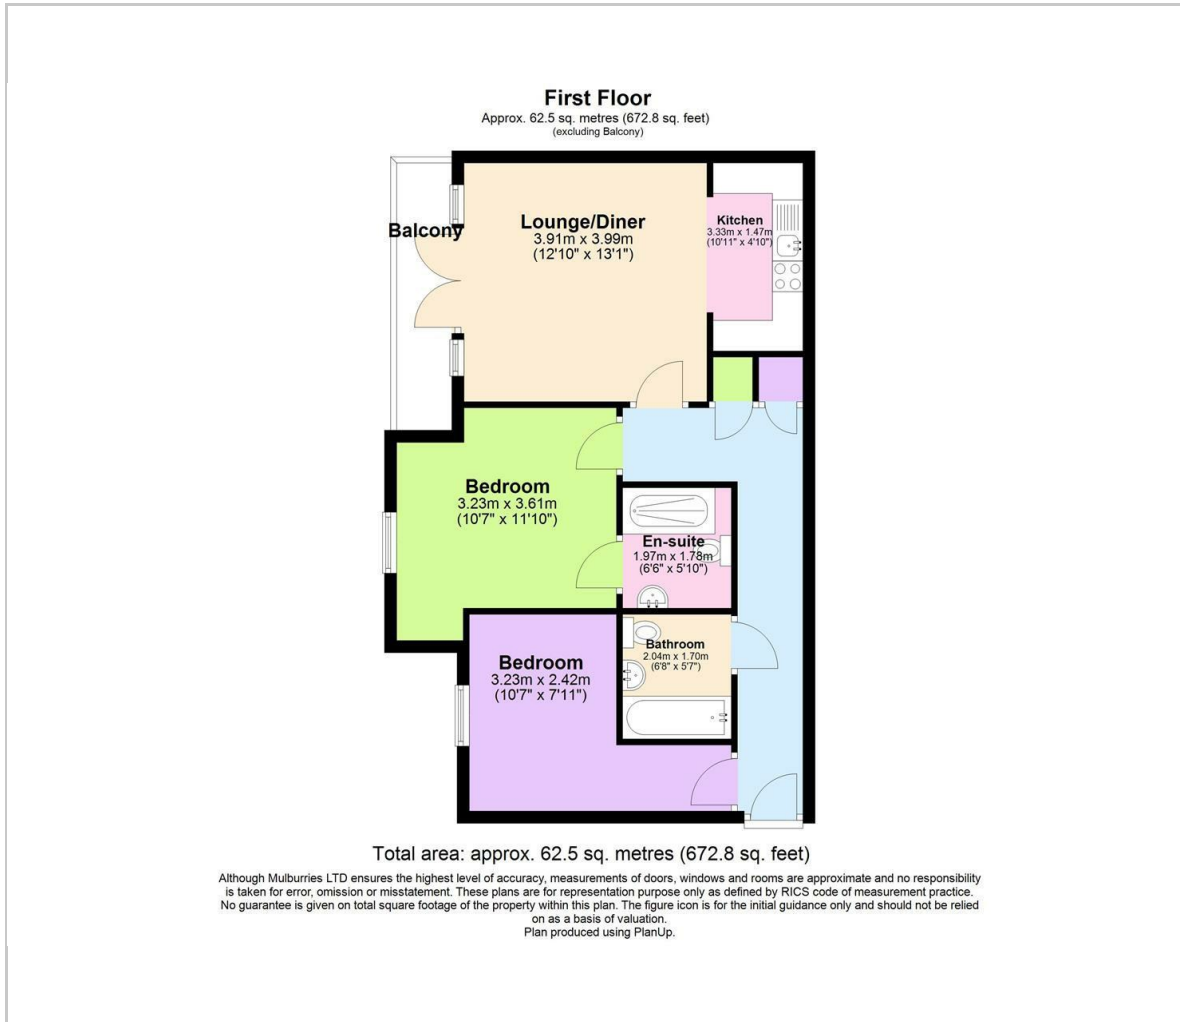 First Floor
Approx. 62.5 sq. metres (672.8 sq. feet)
(excluding Balcony)
Balcony
Lounge/Diner
3.91m x 3.99m
(12'10" x 13'1")
Kitchen
3.33m x 1.47m
(10'11" x 4'10")
Bedroom
3.23m x 3.61m
(10'7" x 11'10")
En-suite
1.97m x 1.78m
(6'6" x 5'10")
Bathroom
2.04m x 1.70m
(6'8" x 5'7")
Bedroom
3.23m x 2.42m
(10'7" x 7'11")
Total area: approx. 62.5 sq. metres (672.8 sq. feet)
Although Mulburries LTD ensures the highest level of accuracy, measurements of doors, windows and rooms are approximate and no responsibility
is taken for error, omission or misstatement. These plans are for representation purpose only as defined by RICS code of measurement practice.
No guarantee is given on total square footage of the property within this plan. The figure icon is for the initial guidance only and should not be relied
on as a basis of valuation.
Plan produced using PlanUp.